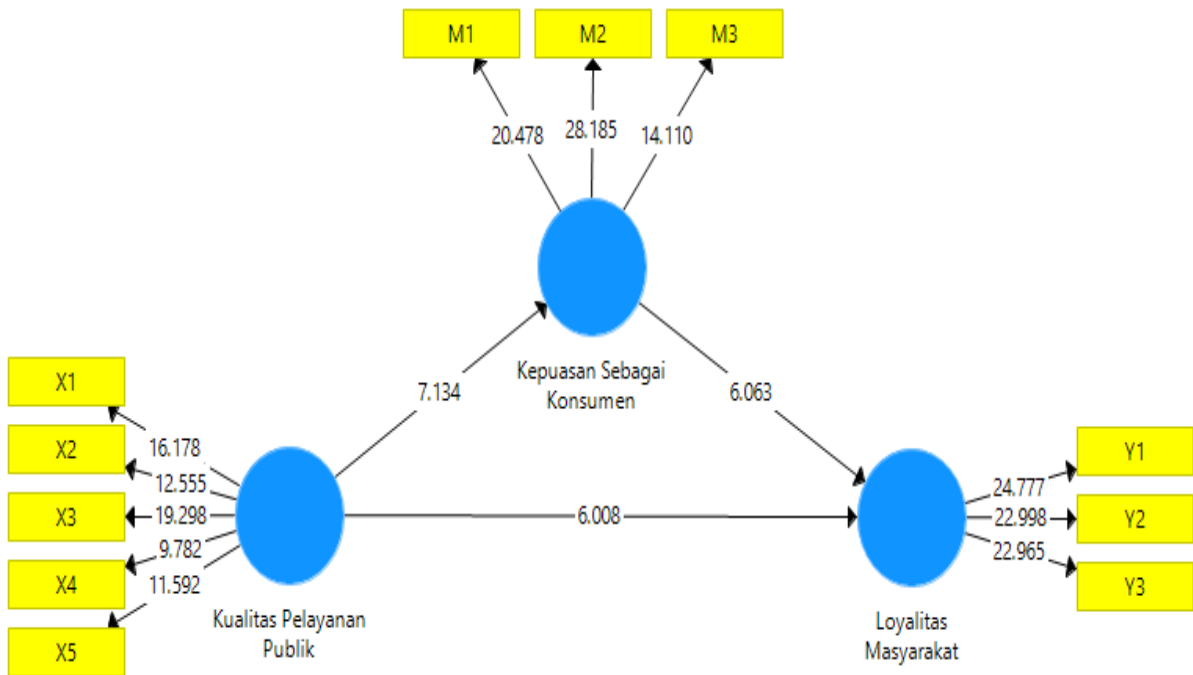 M1
M2
M3
20.478
28.185
14.110
Kepuasan Sebagai
Konsumen
7.134
6.063
X1
X2
X3
X4
X5
16.178
12.555
19.298
9.782
11.592
Kualitas Pelayanan
Publik
6.008
Loyalitas
Masyarakat
24.777
22.998
22.965
Y1
Y2
Y3